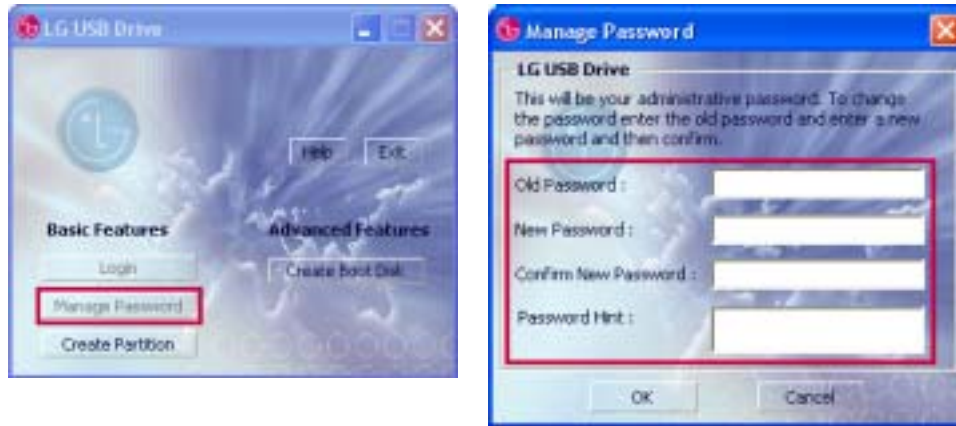 LG USB Drive
Help Exit
Basic Features Advanced Features
Login Create Boot Disk
Manage Password
Create Partition
Manage Password
LG USB Drive
This will be your administrative password. To change
the password enter the old password and enter a new
password and then confirm.
Old Password :
New Password :
Confirm New Password :
Password Hint :
OK Cancel